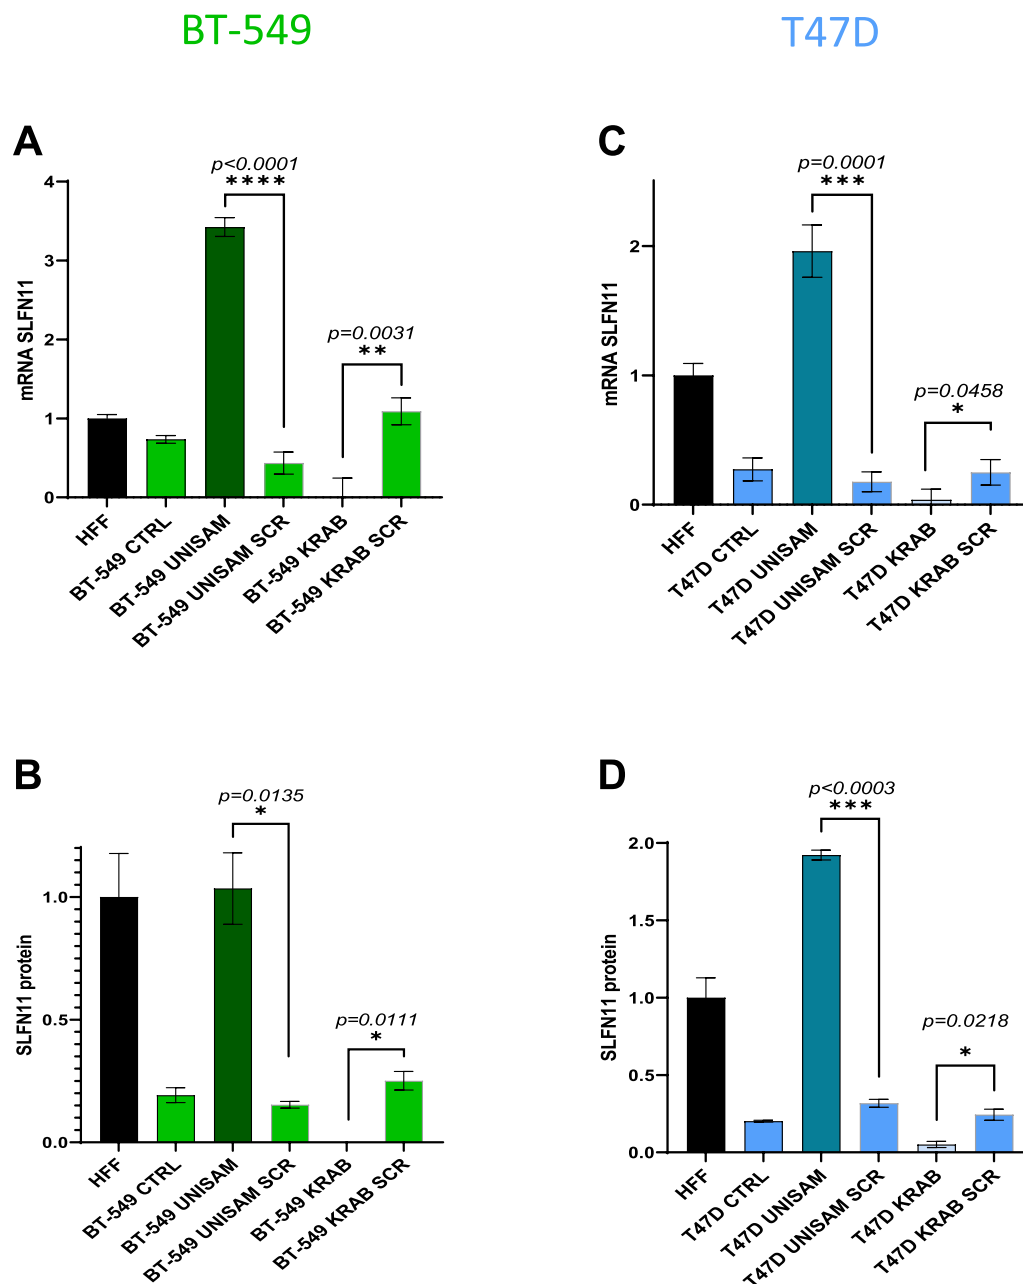 BT-549
T47D
A
p<0.0001
****
4
3
2
1
0
mRNA SLFN11
p=0.0031
**
HFF
BT-549 CTRL
BT-549 UNISAM
BT-549 UNISAM SCR
BT-549 KRAB
BT-549 KRAB SCR
C
p=0.0001
***
2
1
0
mRNA SLFN11
p=0.0458
*
HFF
T47D CTRL
T47D UNISAM
T47D UNISAM SCR
T47D KRAB
T47D KRAB SCR
B
p=0.0135
*
1.0
0.5
0.0
SLFN11 protein
p=0.0111
*
HFF
BT-549 CTRL
BT-549 UNISAM
BT-549 UNISAM SCR
BT-549 KRAB
BT-549 KRAB SCR
D
p<0.0003
***
2.0
1.5
1.0
0.5
0.0
SLFN11 protein
p=0.0218
*
HFF
T47D CTRL
T47D UNISAM
T47D UNISAM SCR
T47D KRAB
T47D KRAB SCR